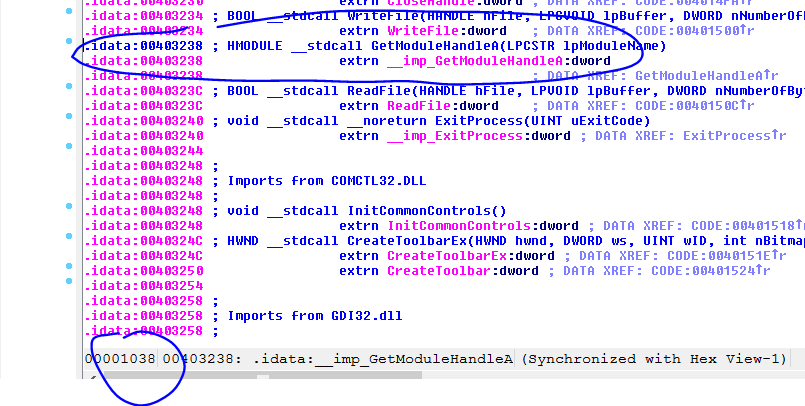 .idata:00403230 extrn CloseHandle:dword ; DATA XREF: CODE:004014FA↑r
.idata:00403234 ; BOOL __stdcall WriteFile(HANDLE hFile, LPCVOID lpBuffer, DWORD nNumberOf
.idata:00403234 extrn WriteFile:dword ; DATA XREF: CODE:00401500↑r
.idata:00403238 ; HMODULE __stdcall GetModuleHandleA(LPCSTR lpModuleName)
.idata:00403238 extrn __imp_GetModuleHandleA:dword
.idata:00403238 ; DATA XREF: GetModuleHandleA↑r
.idata:0040323C ; BOOL __stdcall ReadFile(HANDLE hFile, LPVOID lpBuffer, DWORD nNumberOfBy
.idata:0040323C extrn ReadFile:dword ; DATA XREF: CODE:0040150C↑r
.idata:00403240 ; void __stdcall __noreturn ExitProcess(UINT uExitCode)
.idata:00403240 extrn __imp_ExitProcess:dword ; DATA XREF: ExitProcess↑r
.idata:00403244
.idata:00403248 ;
.idata:00403248 ; Imports from COMCTL32.DLL
.idata:00403248 ;
.idata:00403248 ; void __stdcall InitCommonControls()
.idata:00403248 extrn InitCommonControls:dword ; DATA XREF: CODE:00401518↑r
.idata:0040324C ; HWND __stdcall CreateToolbarEx(HWND hwnd, DWORD ws, UINT wID, int nBitmap
.idata:0040324C extrn CreateToolbarEx:dword ; DATA XREF: CODE:0040151E↑r
.idata:00403250 extrn CreateToolbar:dword ; DATA XREF: CODE:00401524↑r
.idata:00403254
.idata:00403258 ;
.idata:00403258 ; Imports from GDI32.dll
.idata:00403258 ;
00001038 00403238: .idata:__imp_GetModuleHandleA (Synchronized with Hex View-1)